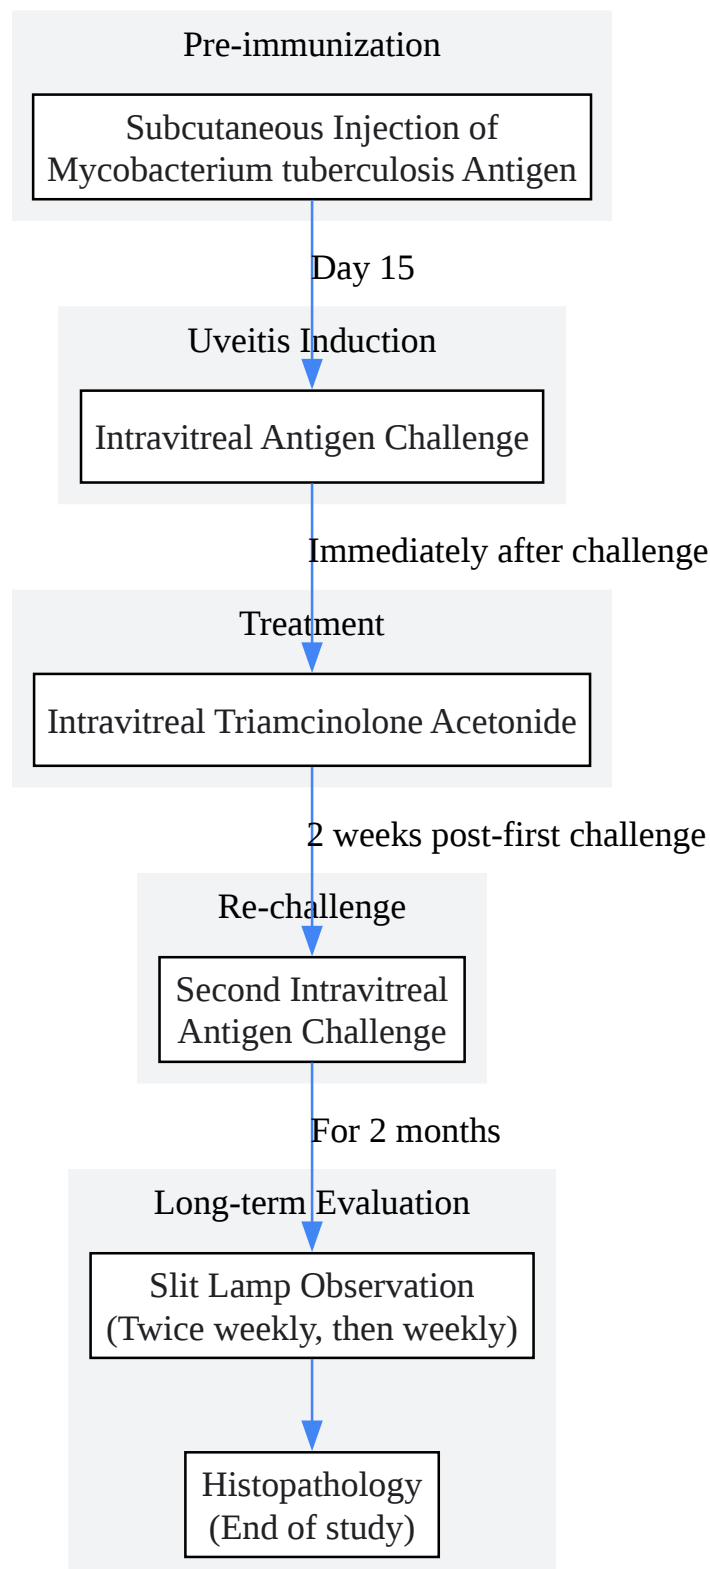 Pre-immunization
Subcutaneous Injection of
Mycobacterium tuberculosis Antigen
Day 15
Uveitis Induction
Intravitreal Antigen Challenge
Immediately after challenge
Treatment
Intravitreal Triamcinolone Acetonide
2 weeks post-first challenge
Re-challenge
Second Intravitreal
Antigen Challenge
For 2 months
Long-term Evaluation
Slit Lamp Observation
(Twice weekly, then weekly)
Histopathology
(End of study)